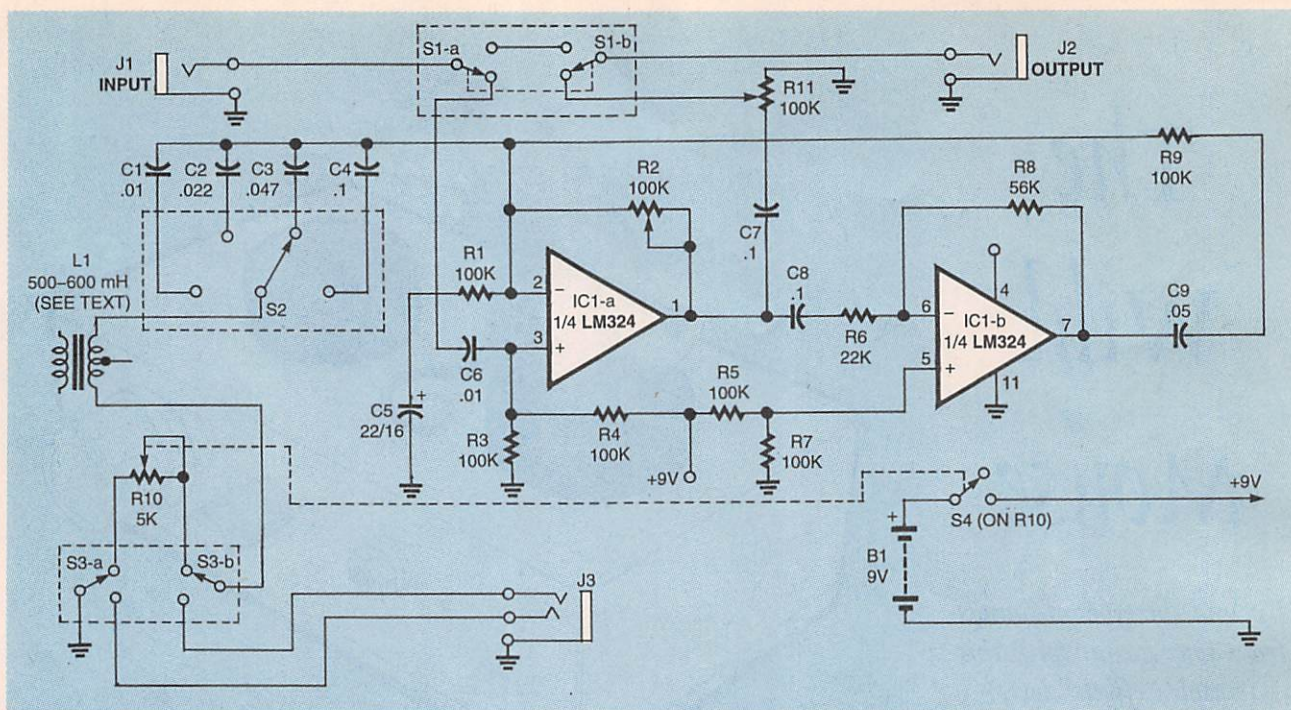 J1
INPUT
S1-a
S1-b
J2
OUTPUT
R11
100K
C1
.01
C2
.022
C3
.047
C4
.1
R2
100K
R9
100K
R8
56K
C7
.1
L1
500–600 mH
(SEE TEXT)
S2
R1
100K
2
−
IC1-a
1/4 LM324
1
3
+
C6
.01
C8
.1
R6
22K
6
−
4
IC1-b
1/4 LM324
7
5
+
11
C9
.05
C5
22/16
+
R3
100K
R4
100K
R5
100K
R7
100K
+9V
R10
5K
S3-a
S3-b
J3
S4 (ON R10)
+9V
+
B1
9V